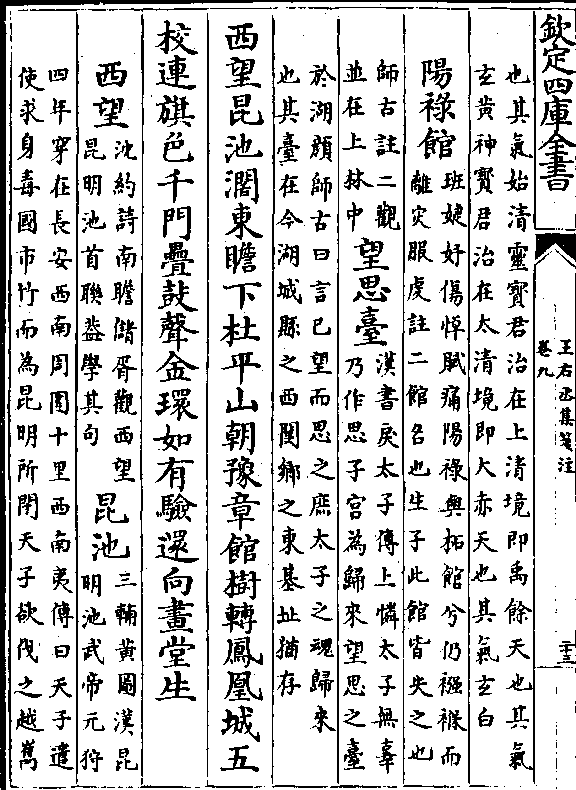 欽定四庫全書
王右丞集箋注
卷九
二十三
也其氣始清靈寶君治在上清境即禹餘天也其氣
玄黄神寳君治在太清境即大赤天也其氣玄白
陽祿館
班婕妤傷悼賦痛陽祿與柘館兮仍襁褓而
離灾服虔註二館名也生子此館皆失之也
師古註二觀
並在上林中
望思臺
漢書戾太子傳上憐太子無辜
乃作思子宫為歸來望思之臺
於湖顔師古曰言已望而思之庶太子之魂歸來
也其臺在今湖城縣之西閿鄉之東基址猶存
西望昆池濶東瞻下杜平山朝豫章館樹轉鳳凰城五
校連旗色千門疊鼓聲金環如有驗還向畫堂生
西望
沈約詩南瞻儲胥觀西望
昆明池首聯葢學其句
昆池
三輔黄圖漢昆
明池武帝元狩
四年穿在長安西南周圍十里西南夷傳曰天子遣
使求身毒國市竹而為昆明所閉天子欲伐之越嶲